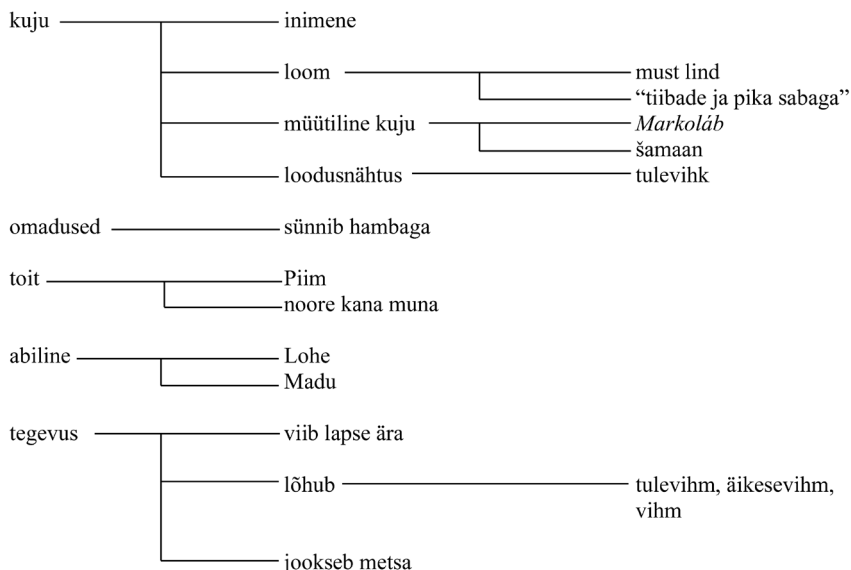 kuju
inimene
loom
must lind
“tiibade ja pika sabaga”
müütiline kuju
Markoláb
šamaan
loodusnähtus
tulevihk
omadused
sünnib hambaga
toit
Piim
noore kana muna
abiline
Lohe
Madu
tegevus
viib lapse ära
lõhub
tulevihm, äikesevihm,
vihm
jookseb metsa